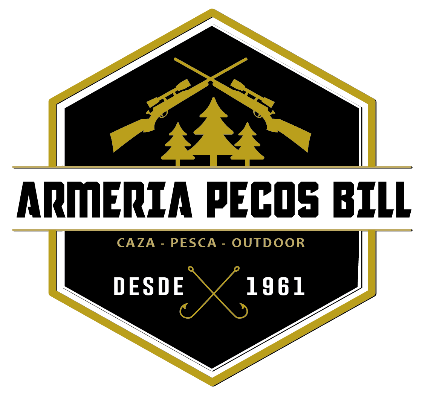 ARMERIA PECOS BILL
CAZA - PESCA - OUTDOOR
DESDE 1961